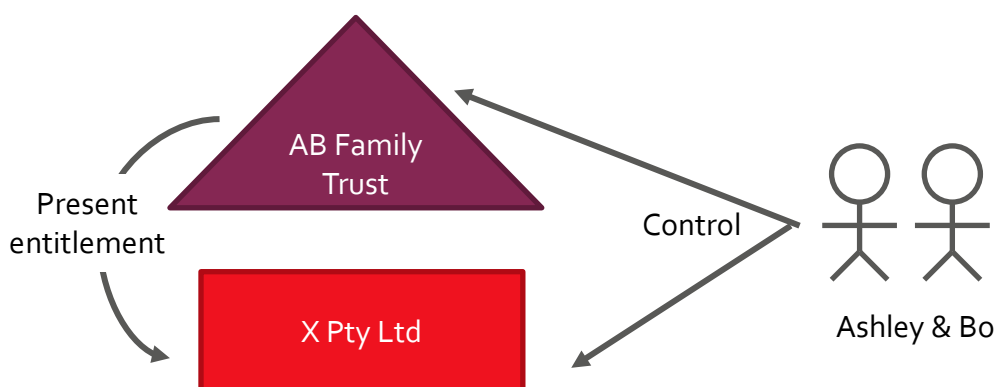 AB Family
Trust
Present
entitlement
Control
X Pty Ltd
Ashley & Bo